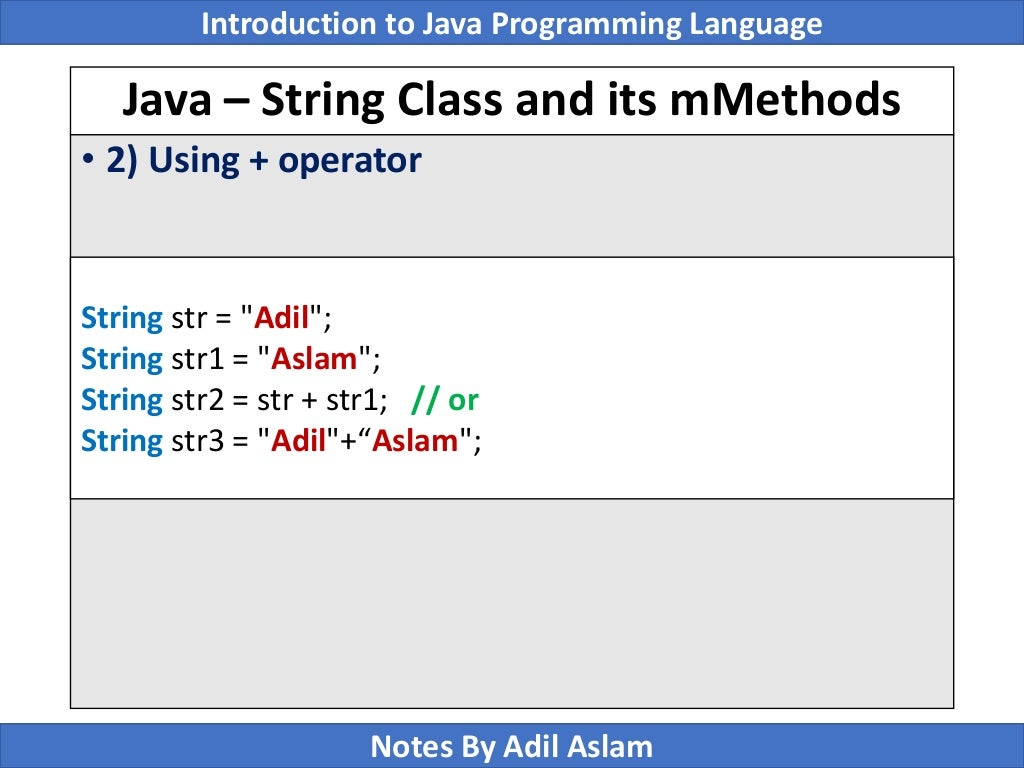 Introduction to Java Programming Language
Java – String Class and its mMethods
• 2) Using + operator
String str = "Adil";
String str1 = "Aslam";
String str2 = str + str1;   // or
String str3 = "Adil"+“Aslam";
Notes By Adil Aslam